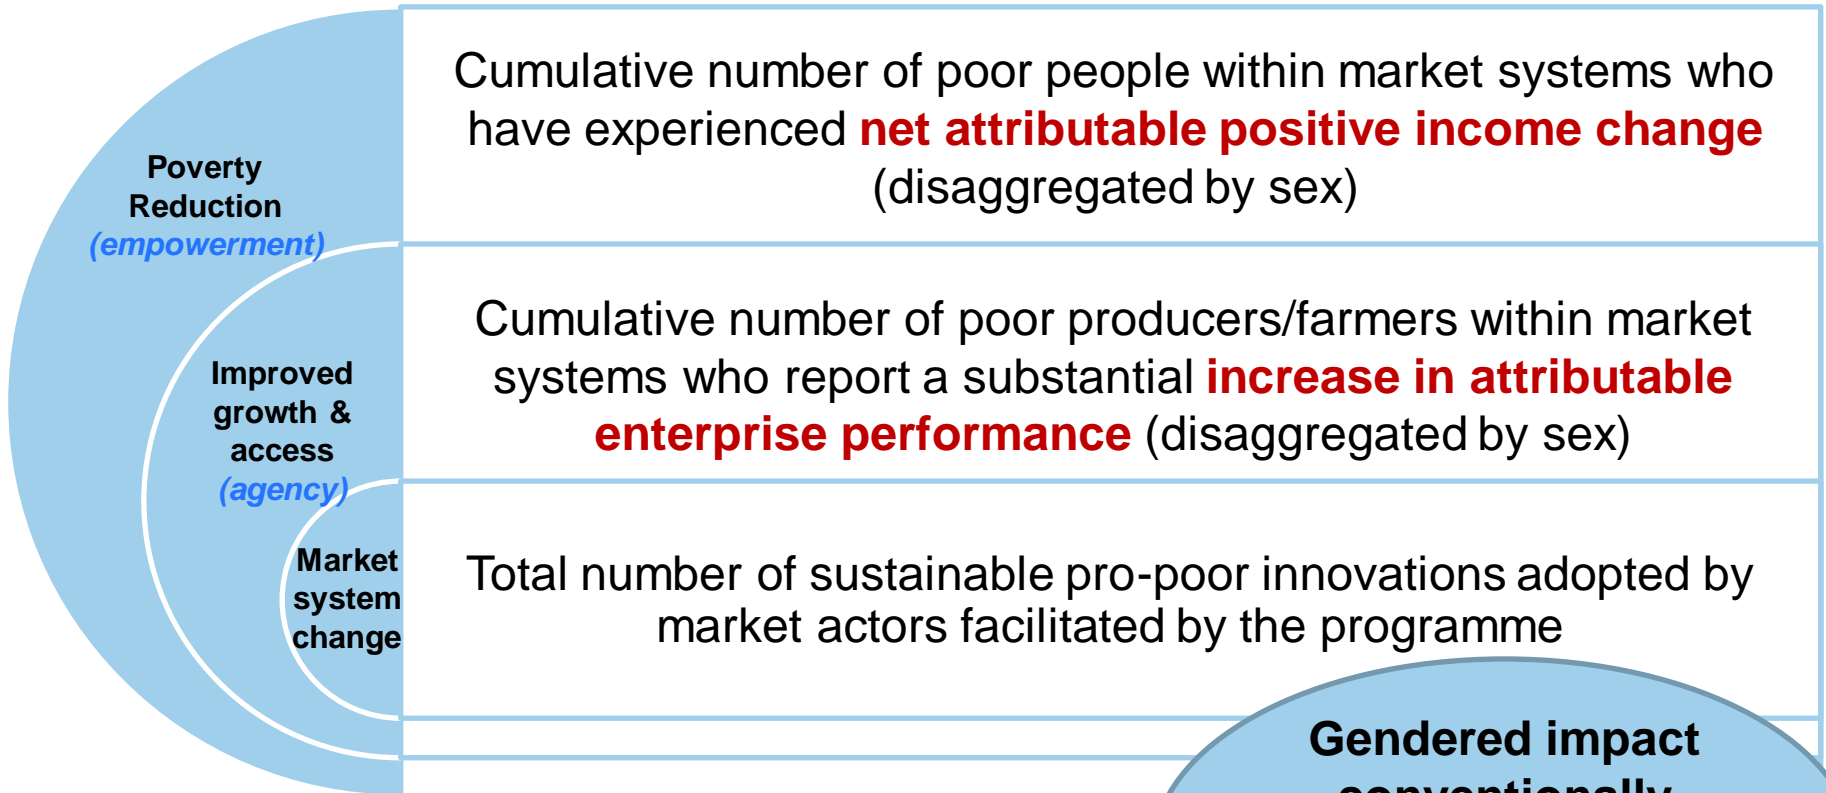 Poverty
Reduction
(empowerment)
Cumulative number of poor people within market systems who
have experienced net attributable positive income change
(disaggregated by sex)
Improved
growth &
access
(agency)
Cumulative number of poor producers/farmers within market
systems who report a substantial increase in attributable
enterprise performance (disaggregated by sex)
Market
system
change
Total number of sustainable pro-poor innovations adopted by
market actors facilitated by the programme
Gendered impact
conventionally